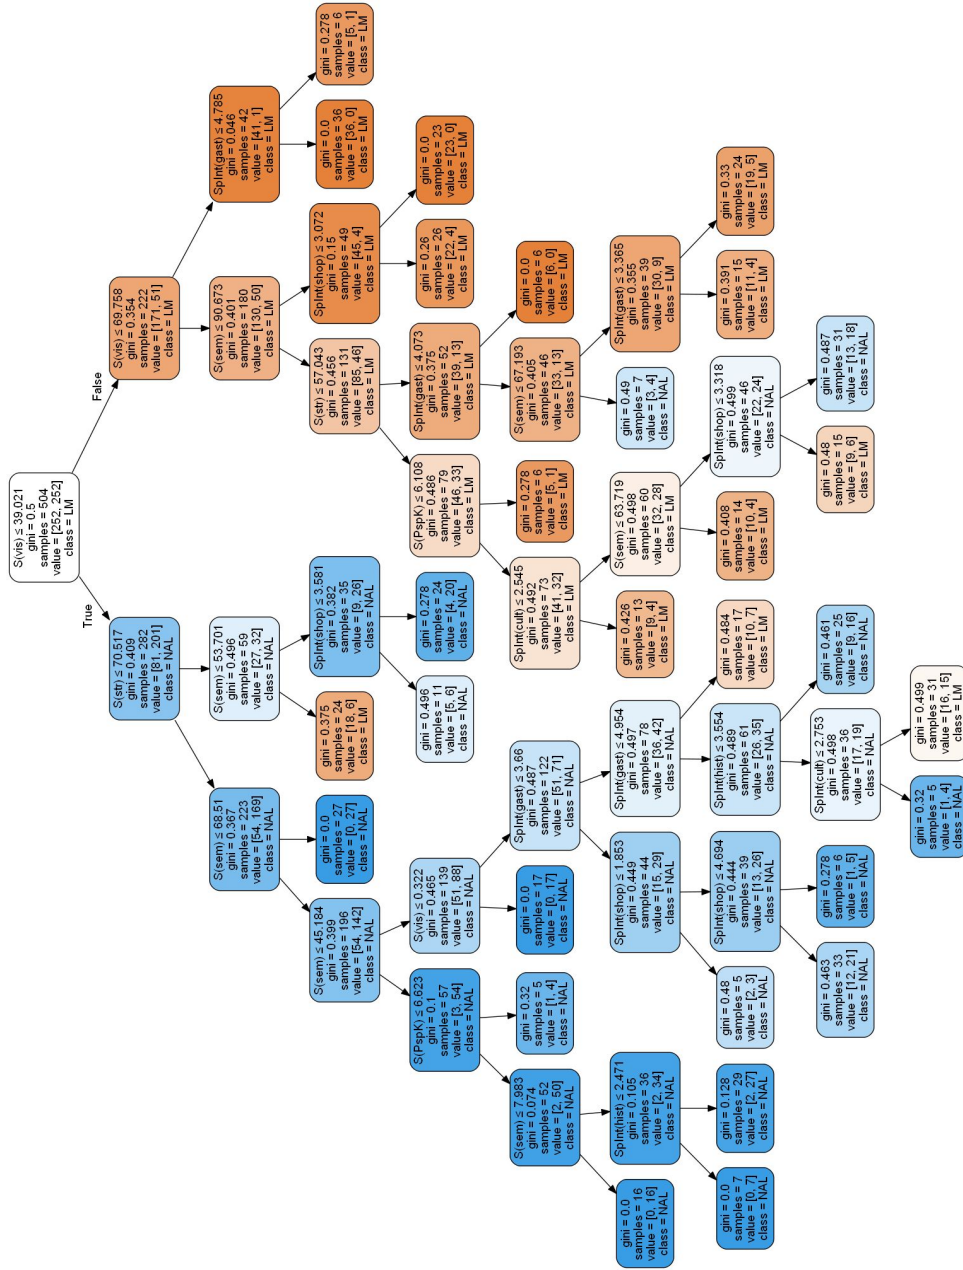 S(vis) ≤ 39.021
gini = 0.5
samples = 504
value = [252, 252]
class = LM
True
False
S(str) ≤ 70.517
gini = 0.409
samples = 282
value = [81, 201]
class = NAL
S(vis) ≤ 69.758
gini = 0.354
samples = 222
value = [171, 51]
class = LM
S(sem) ≤ 68.51
gini = 0.367
samples = 223
value = [54, 169]
class = NAL
S(sem) ≤ 53.701
gini = 0.496
samples = 59
value = [27, 32]
class = NAL
S(sem) ≤ 90.673
gini = 0.401
samples = 180
value = [130, 50]
class = LM
SpInt(gast) ≤ 4.785
gini = 0.046
samples = 42
value = [41, 1]
class = LM
S(sem) ≤ 45.184
gini = 0.399
samples = 196
value = [54, 142]
class = NAL
gini = 0.0
samples = 27
value = [0, 27]
class = NAL
gini = 0.375
samples = 24
value = [18, 6]
class = LM
SpInt(shop) ≤ 3.581
gini = 0.382
samples = 35
value = [9, 26]
class = NAL
S(str) ≤ 57.043
gini = 0.456
samples = 131
value = [85, 46]
class = LM
SpInt(shop) ≤ 3.072
gini = 0.15
samples = 49
value = [45, 4]
class = LM
gini = 0.0
samples = 36
value = [36, 0]
class = LM
gini = 0.278
samples = 6
value = [5, 1]
class = LM
S(PspK) ≤ 6.623
gini = 0.1
samples = 57
value = [3, 54]
class = NAL
S(vis) ≤ 0.322
gini = 0.465
samples = 139
value = [51, 88]
class = NAL
gini = 0.496
samples = 11
value = [5, 6]
class = NAL
gini = 0.278
samples = 24
value = [4, 20]
class = NAL
S(PspK) ≤ 6.108
gini = 0.486
samples = 79
value = [46, 33]
class = LM
SpInt(gast) ≤ 4.073
gini = 0.375
samples = 52
value = [39, 13]
class = LM
gini = 0.26
samples = 26
value = [22, 4]
class = LM
gini = 0.0
samples = 23
value = [23, 0]
class = LM
S(sem) ≤ 7.983
gini = 0.074
samples = 52
value = [2, 50]
class = NAL
gini = 0.32
samples = 5
value = [1, 4]
class = NAL
gini = 0.0
samples = 17
value = [0, 17]
class = NAL
SpInt(gast) ≤ 3.66
gini = 0.487
samples = 122
value = [51, 71]
class = NAL
SpInt(cult) ≤ 2.545
gini = 0.492
samples = 73
value = [41, 32]
class = LM
gini = 0.278
samples = 6
value = [5, 1]
class = LM
S(sem) ≤ 67.193
gini = 0.405
samples = 46
value = [33, 13]
class = LM
gini = 0.0
samples = 6
value = [6, 0]
class = LM
gini = 0.0
samples = 16
value = [0, 16]
class = NAL
SpInt(hist) ≤ 2.471
gini = 0.105
samples = 36
value = [2, 34]
class = NAL
SpInt(shop) ≤ 1.853
gini = 0.449
samples = 44
value = [15, 29]
class = NAL
SpInt(gast) ≤ 4.954
gini = 0.497
samples = 78
value = [36, 42]
class = NAL
gini = 0.426
samples = 13
value = [9, 4]
class = LM
S(sem) ≤ 63.719
gini = 0.498
samples = 60
value = [32, 28]
class = LM
gini = 0.49
samples = 7
value = [3, 4]
class = NAL
SpInt(gast) ≤ 3.365
gini = 0.355
samples = 39
value = [30, 9]
class = LM
gini = 0.0
samples = 7
value = [0, 7]
class = NAL
gini = 0.128
samples = 29
value = [2, 27]
class = NAL
gini = 0.48
samples = 5
value = [2, 3]
class = NAL
SpInt(shop) ≤ 4.694
gini = 0.444
samples = 39
value = [13, 26]
class = NAL
SpInt(hist) ≤ 3.554
gini = 0.489
samples = 61
value = [26, 35]
class = NAL
gini = 0.484
samples = 17
value = [10, 7]
class = LM
gini = 0.408
samples = 14
value = [10, 4]
class = LM
SpInt(shop) ≤ 3.318
gini = 0.499
samples = 46
value = [22, 24]
class = NAL
gini = 0.391
samples = 15
value = [11, 4]
class = LM
gini = 0.33
samples = 24
value = [19, 5]
class = LM
gini = 0.463
samples = 33
value = [12, 21]
class = NAL
gini = 0.278
samples = 6
value = [1, 5]
class = NAL
SpInt(cult) ≤ 2.753
gini = 0.498
samples = 36
value = [17, 19]
class = NAL
gini = 0.461
samples = 25
value = [9, 16]
class = NAL
gini = 0.48
samples = 15
value = [9, 6]
class = LM
gini = 0.487
samples = 31
value = [13, 18]
class = NAL
gini = 0.32
samples = 5
value = [1, 4]
class = NAL
gini = 0.499
samples = 31
value = [16, 15]
class = LM